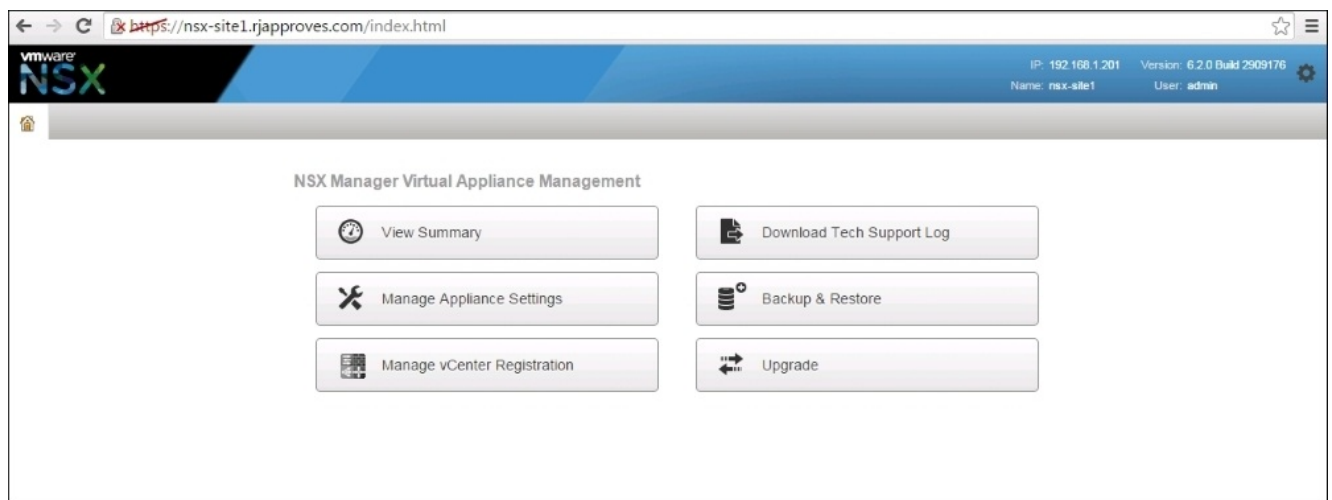 https://nsx-site1.rjapproves.com/index.html
vmware
NSX
IP: 192.168.1.201 Version: 6.2.0 Build 2909176
Name: nsx-site1 User: admin
NSX Manager Virtual Appliance Management
View Summary
Download Tech Support Log
Manage Appliance Settings
Backup & Restore
Manage vCenter Registration
Upgrade